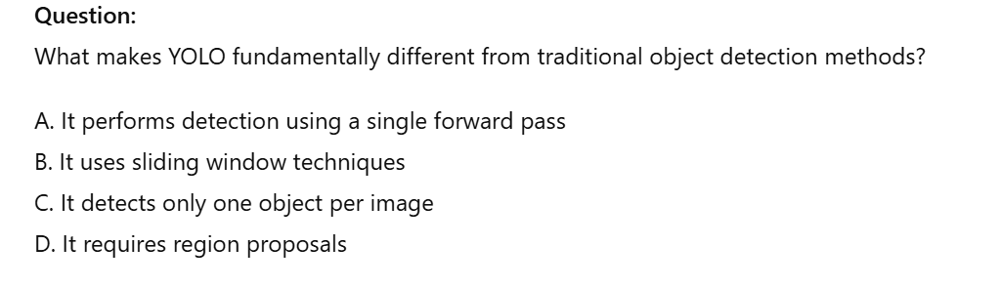 Question:
What makes YOLO fundamentally different from traditional object detection methods?
A. It performs detection using a single forward pass
B. It uses sliding window techniques
C. It detects only one object per image
D. It requires region proposals